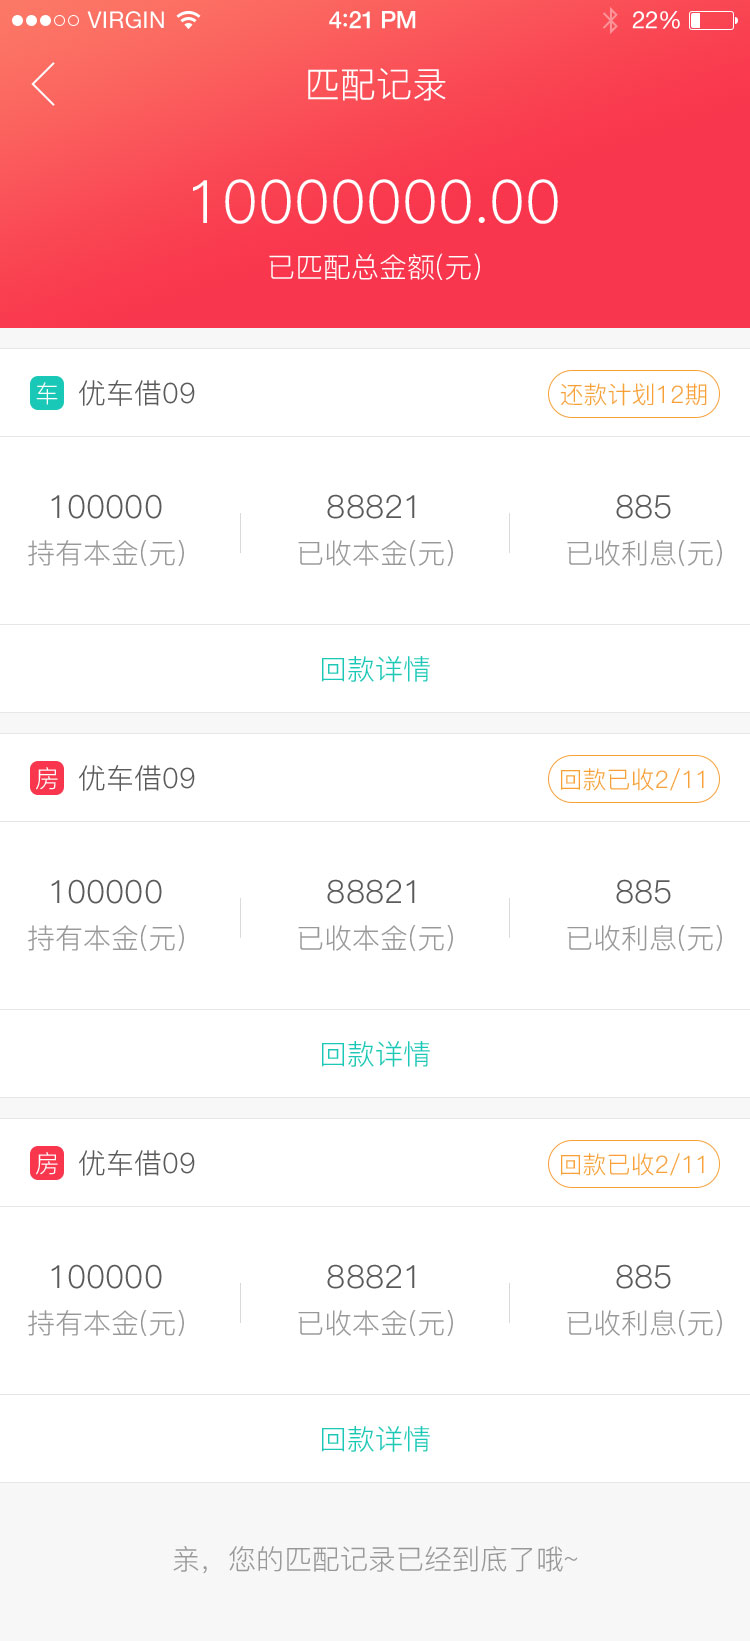 VIRGIN 4:21 PM 22%
匹配记录
10000000.00
已匹配总金额(元)
车 优车借09 还款计划12期
100000 88821 885
持有本金(元) 已收本金(元) 已收利息(元)
回款详情
房 优车借09 回款已收2/11
100000 88821 885
持有本金(元) 已收本金(元) 已收利息(元)
回款详情
房 优车借09 回款已收2/11
100000 88821 885
持有本金(元) 已收本金(元) 已收利息(元)
回款详情
亲，您的匹配记录已经到底了哦~